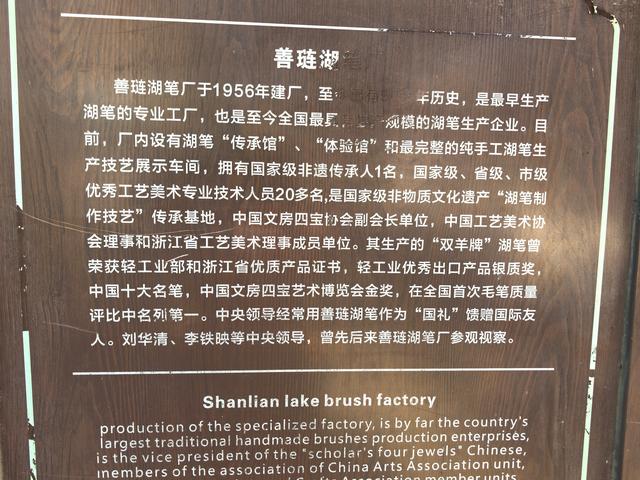 善琏湖笔
善琏湖笔厂于1956年建厂，至 年历史，是最早生产
湖笔的专业工厂，也是至今全国最具 规模的湖笔生产企业。目
前，厂内设有湖笔“传承馆”、“体验馆”和最完整的纯手工湖笔生
产技艺展示车间，拥有国家级非遗传承人1名，国家级、省级、市级
优秀工艺美术专业技术人员20多名,是国家级非物质文化遗产“湖笔制
作技艺”传承基地，中国文房四宝协会副会长单位，中国工艺美术协
会理事和浙江省工艺美术理事成员单位。其生产的“双羊牌”湖笔曾
荣获轻工业部和浙江省优质产品证书，轻工业优秀出口产品银质奖，
中国十大名笔，中国文房四宝艺术博览会金奖，在全国首次毛笔质量
评比中名列第一。中央领导经常用善琏湖笔作为“国礼”馈赠国际友
人。刘华清、李铁映等中央领导，曾先后来善琏湖笔厂参观视察。
Shanlian lake brush factory
production of the specialized factory, is by far the country's
largest traditional handmade brushes production enterprises,
is the vice president of the "scholar's four jewels" Chinese,
members of the association of China Arts Association unit,
Crafts Association member units